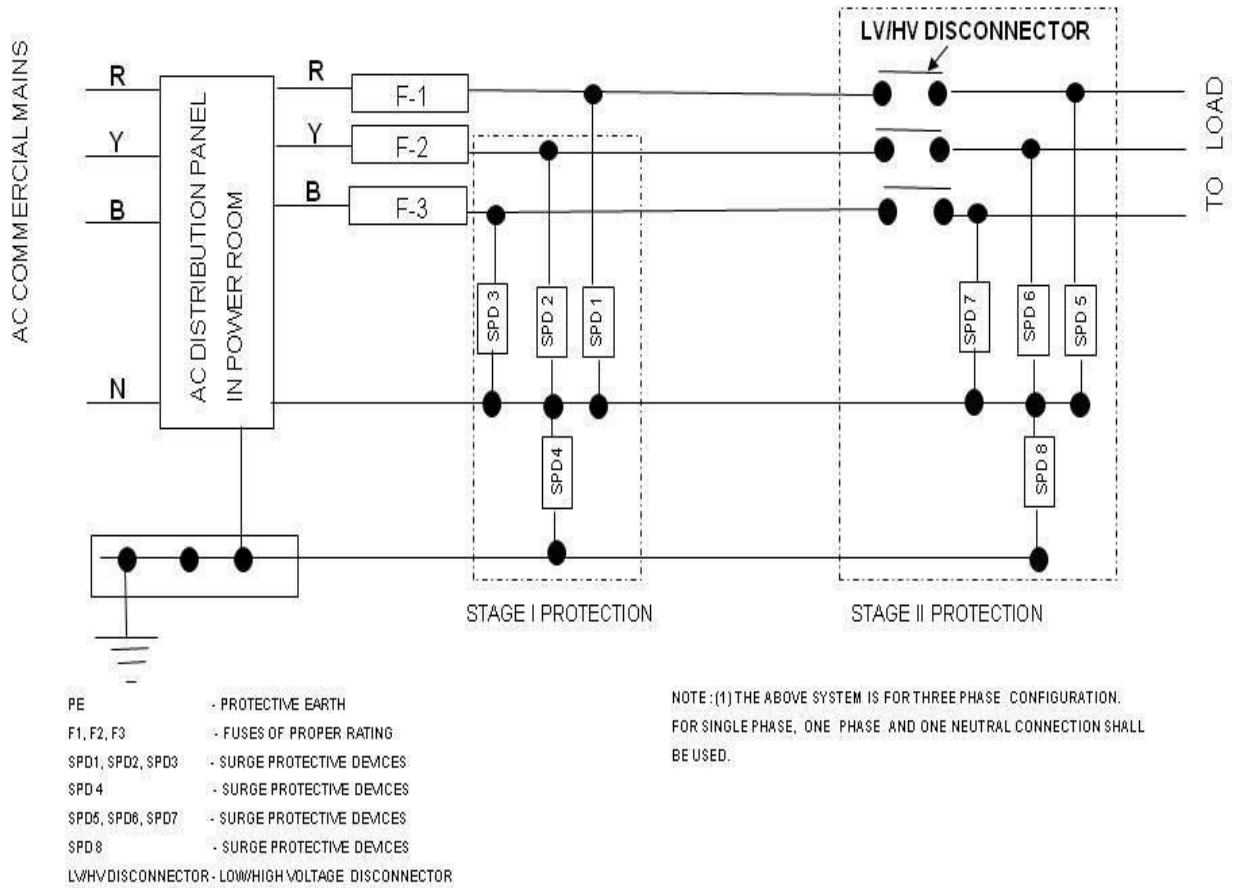 AC COMMERCIAL MAINS
R
Y
B
N
AC DISTRIBUTION PANEL
IN POWER ROOM
R
Y
B
F-1
F-2
F-3
SPD 3
SPD 2
SPD 1
SPD4
STAGE I PROTECTION
LV/HV DISCONNECTOR
SPD 7
SPD 6
SPD 5
SPD 8
STAGE II PROTECTION
TO LOAD
PE - PROTECTIVE EARTH
F1, F2, F3 - FUSES OF PROPER RATING
SPD1, SPD2, SPD3 - SURGE PROTECTIVE DEVICES
SPD 4 - SURGE PROTECTIVE DEVICES
SPD5, SPD6, SPD7 - SURGE PROTECTIVE DEVICES
SPD 8 - SURGE PROTECTIVE DEVICES
LV/HV DISCONNECTOR - LOW/HIGH VOLTAGE DISCONNECTOR
NOTE : (1) THE ABOVE SYSTEM IS FOR THREE PHASE CONFIGURATION.
FOR SINGLE PHASE, ONE PHASE AND ONE NEUTRAL CONNECTION SHALL
BE USED.